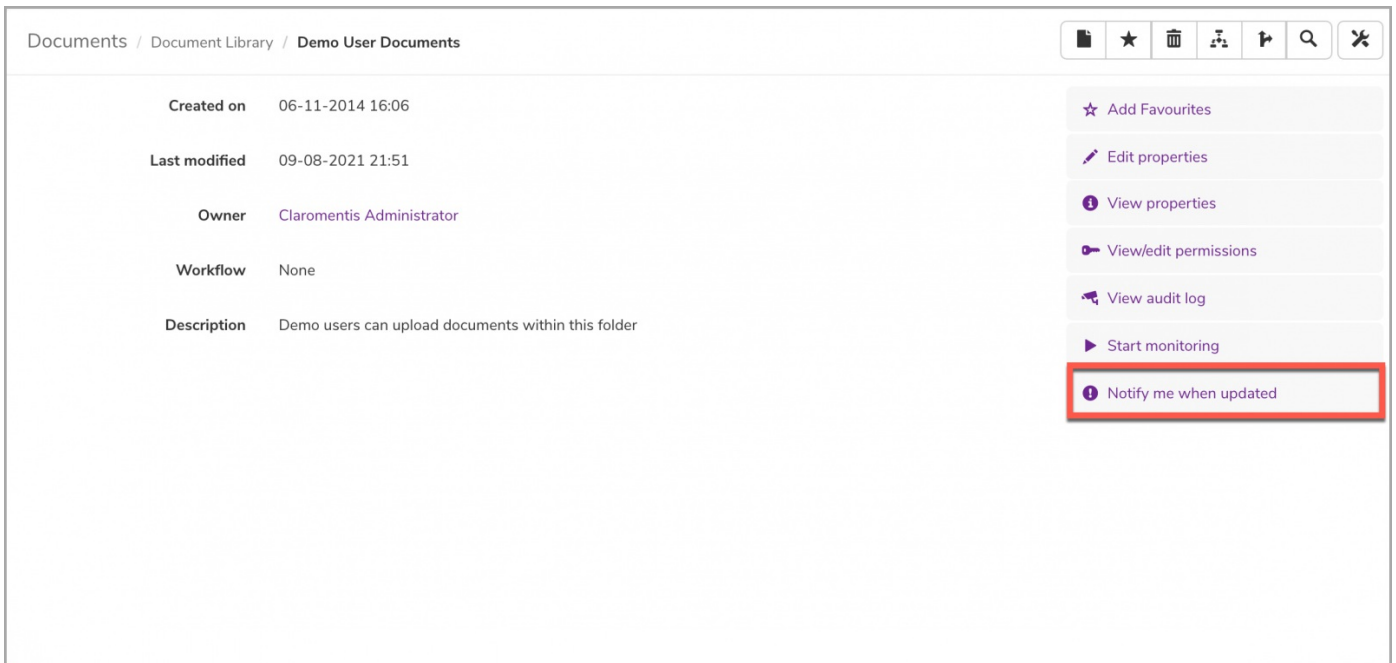 Documents / Document Library / Demo User Documents
Created on 06-11-2014 16:06
Last modified 09-08-2021 21:51
Owner Claromentis Administrator
Workflow None
Description Demo users can upload documents within this folder
Add Favourites
Edit properties
View properties
View/edit permissions
View audit log
Start monitoring
Notify me when updated